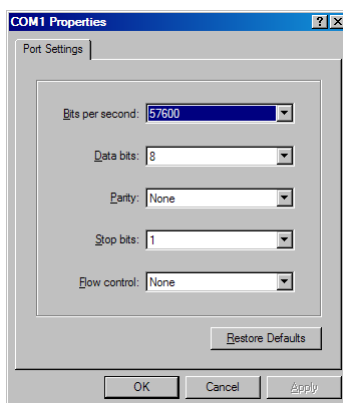 COM1 Properties
Port Settings
Bits per second: 57600
Data bits: 8
Parity: None
Stop bits: 1
Flow control: None
Restore Defaults
OK Cancel Apply